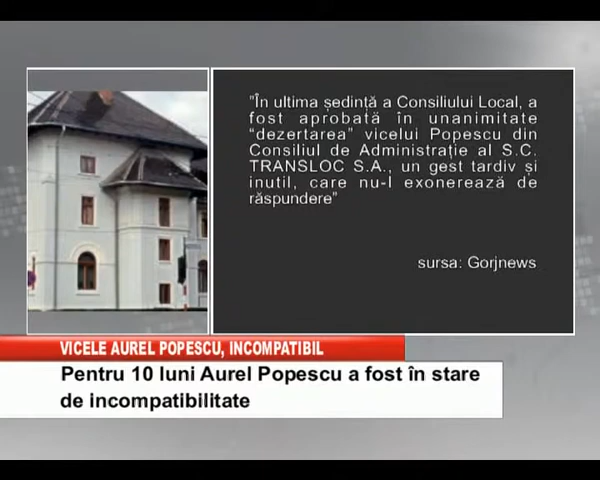 "În ultima ședință a Consiliului Local, a
fost aprobată în unanimitate
“dezertarea” vicelui Popescu din
Consiliul de Administrație al S.C.
TRANSLOC S.A., un gest tardiv și
inutil, care nu-l exonerează de
răspundere"
sursa: Gorjnews
VICELE AUREL POPESCU, INCOMPATIBIL
Pentru 10 luni Aurel Popescu a fost în stare
de incompatibilitate